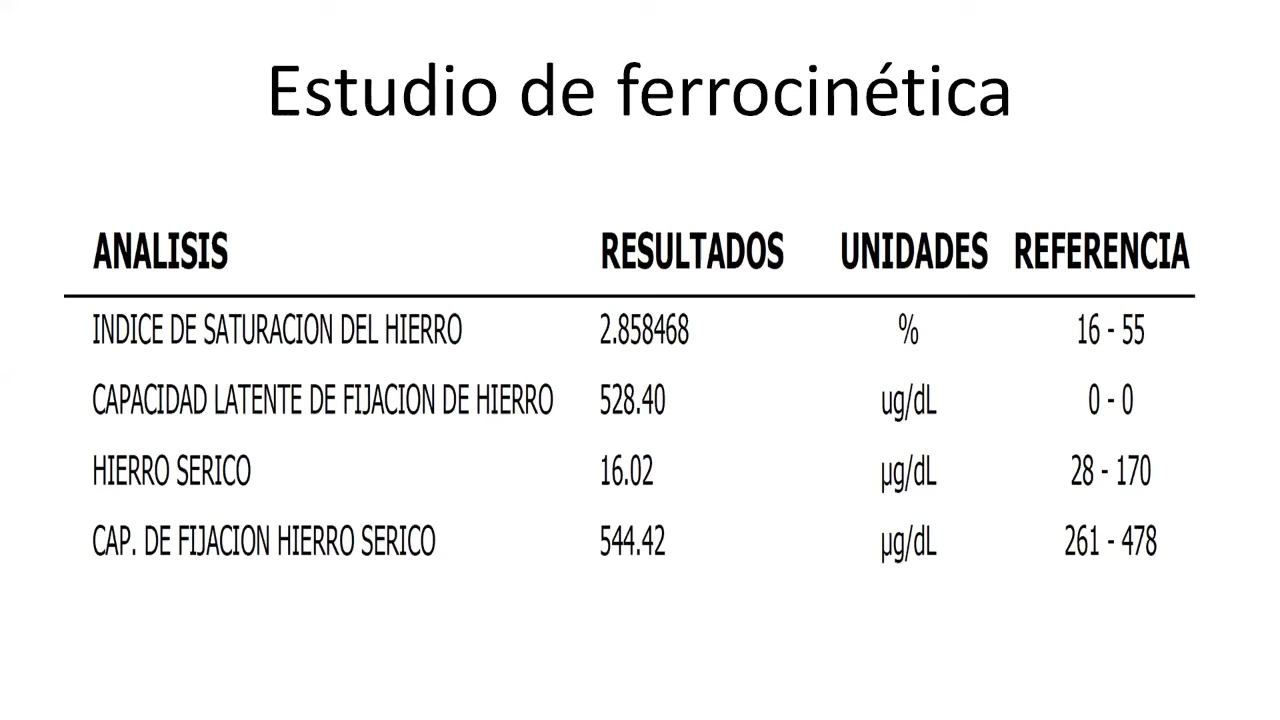 Estudio de ferrocinética
ANALISIS RESULTADOS UNIDADES REFERENCIA
INDICE DE SATURACION DEL HIERRO 2.858468 % 16 - 55
CAPACIDAD LATENTE DE FIJACION DE HIERRO 528.40 ug/dL 0 - 0
HIERRO SERICO 16.02 µg/dL 28 - 170
CAP. DE FIJACION HIERRO SERICO 544.42 µg/dL 261 - 478